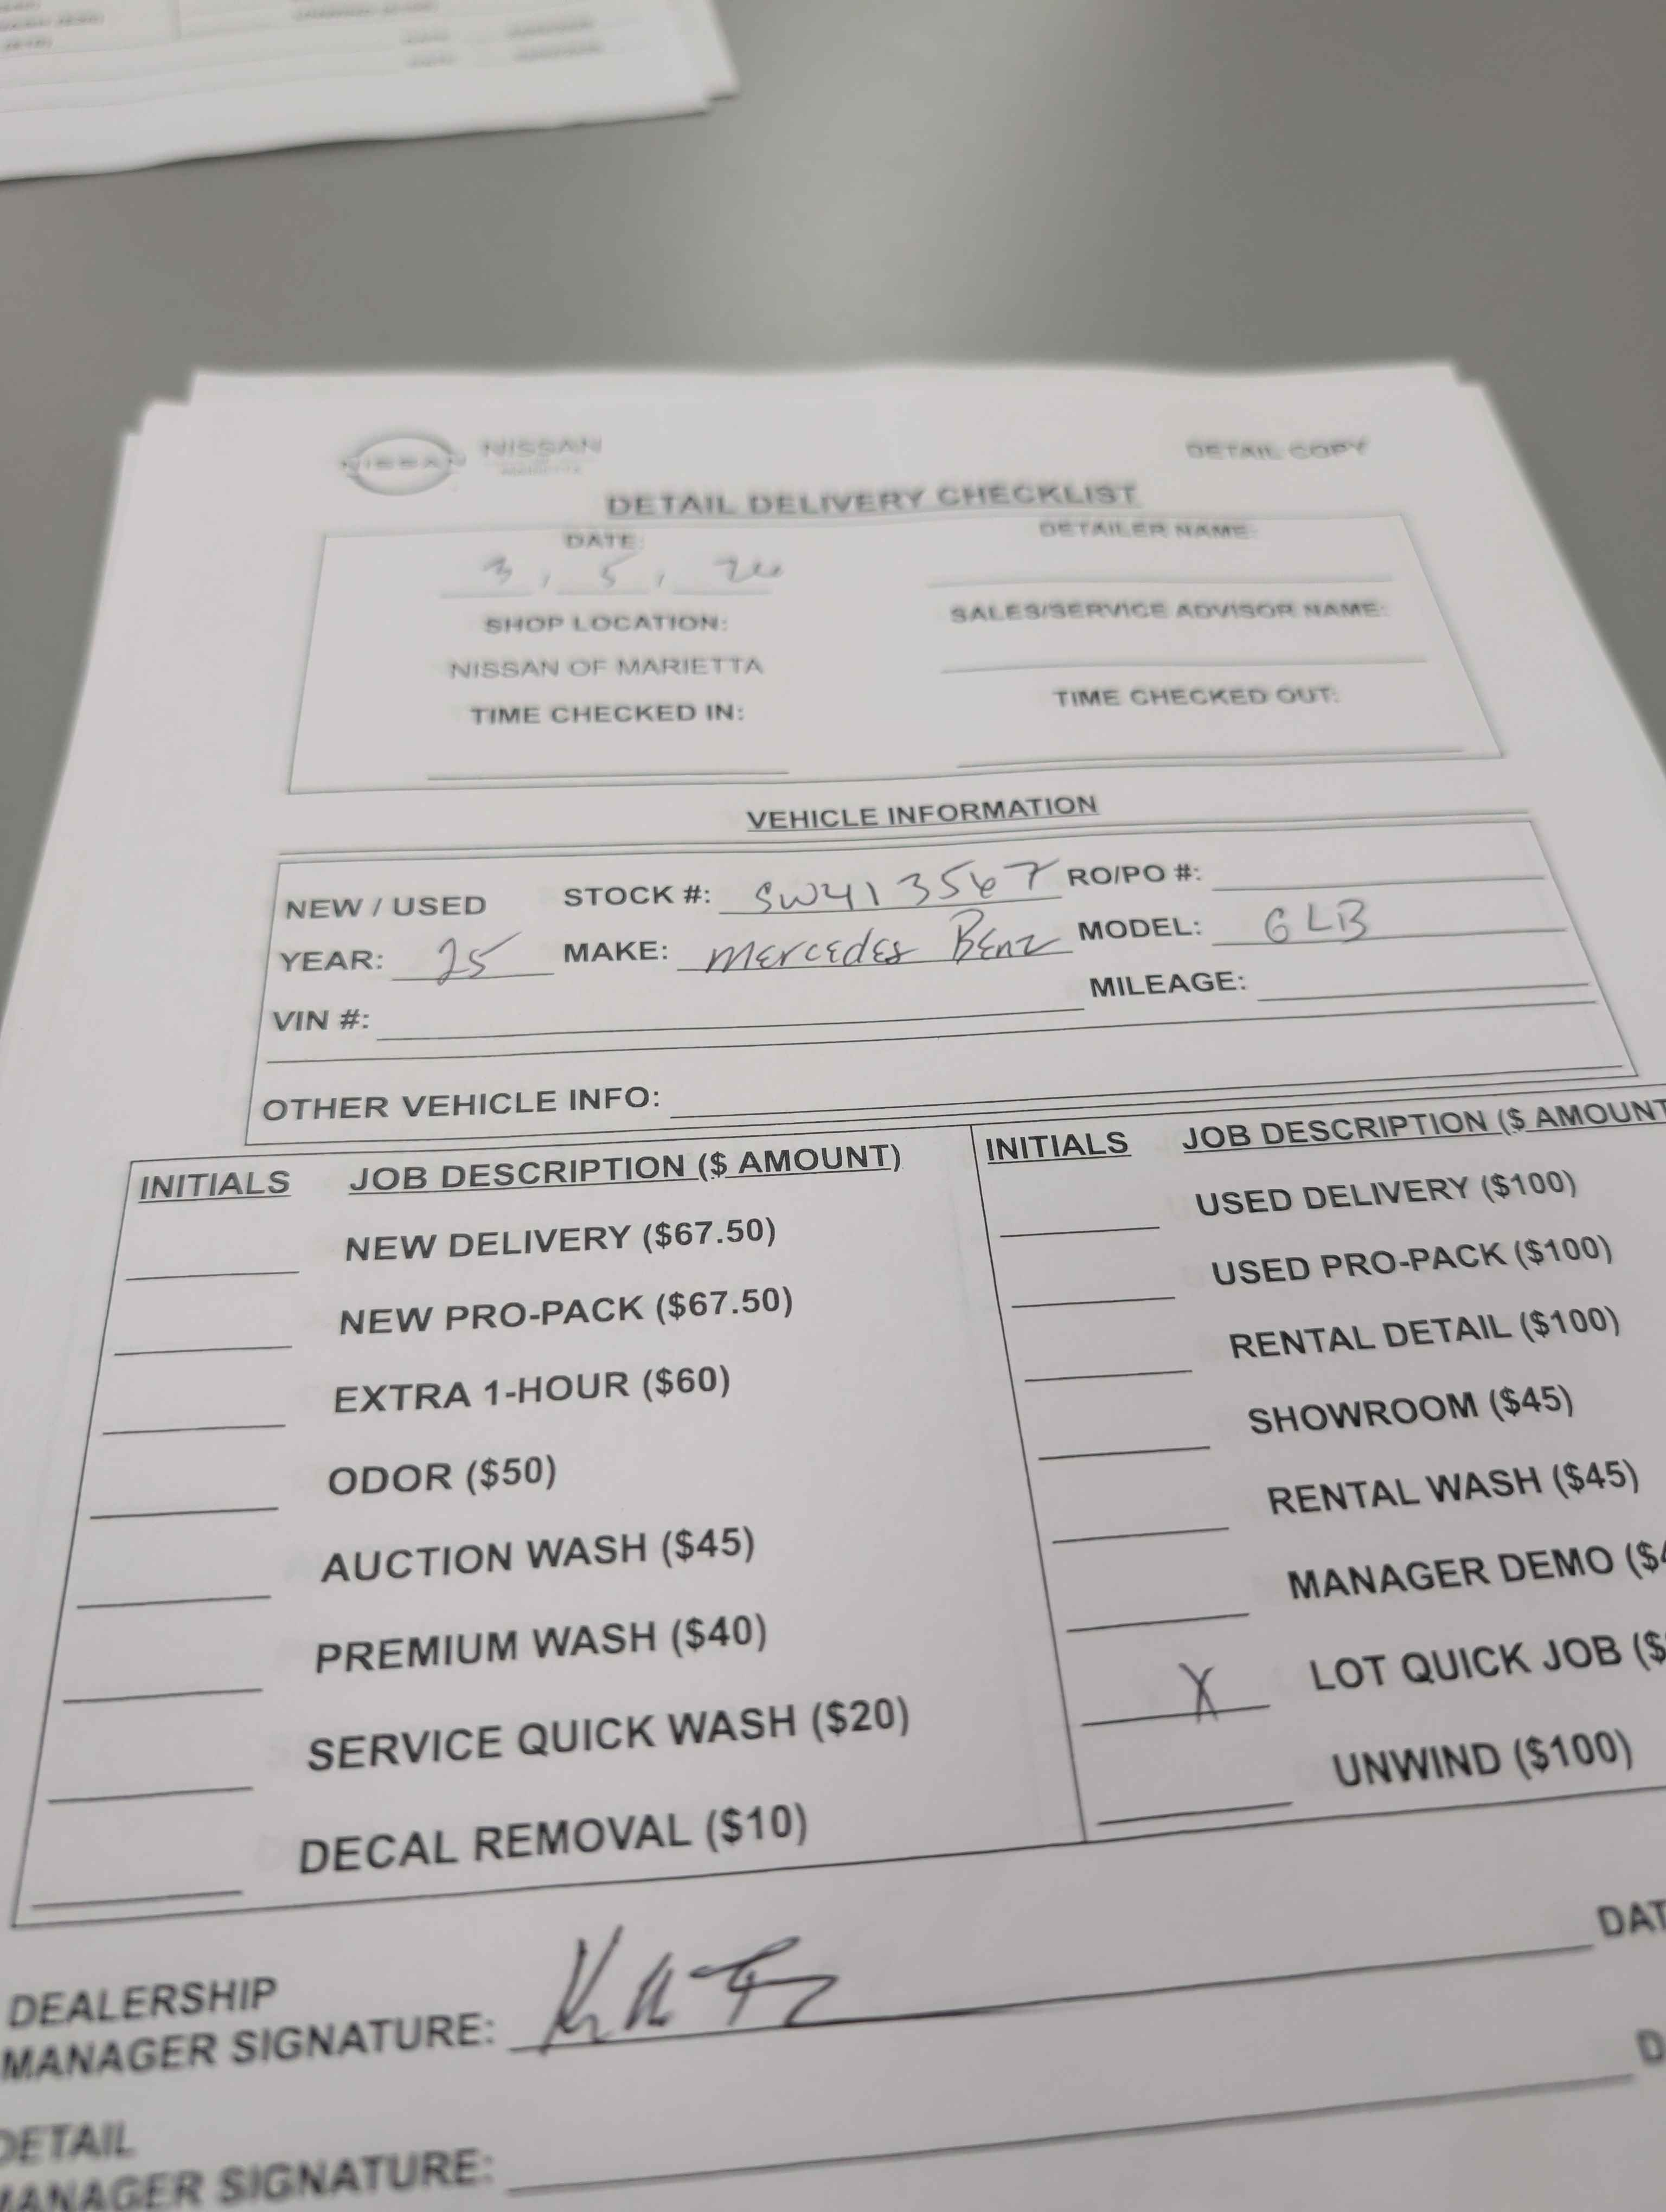 NISSAN NISSAN
DETAIL COPY
DETAIL DELIVERY CHECKLIST
DATE:
3, 5, 26
DETAILER NAME:
SHOP LOCATION:
NISSAN OF MARIETTA
SALES/SERVICE ADVISOR NAME:
TIME CHECKED IN:
TIME CHECKED OUT:
VEHICLE INFORMATION
NEW / USED STOCK #: SW413567 RO/PO #:
YEAR: 25 MAKE: Mercedes Benz MODEL: GLB
VIN #: MILEAGE:
OTHER VEHICLE INFO:
INITIALS JOB DESCRIPTION ($ AMOUNT)
NEW DELIVERY ($67.50)
NEW PRO-PACK ($67.50)
EXTRA 1-HOUR ($60)
ODOR ($50)
AUCTION WASH ($45)
PREMIUM WASH ($40)
SERVICE QUICK WASH ($20)
DECAL REMOVAL ($10)
INITIALS JOB DESCRIPTION ($ AMOUNT
USED DELIVERY ($100)
USED PRO-PACK ($100)
RENTAL DETAIL ($100)
SHOWROOM ($45)
RENTAL WASH ($45)
MANAGER DEMO ($4
X LOT QUICK JOB ($
UNWIND ($100)
DEALERSHIP
MANAGER SIGNATURE: DAT
DETAIL
MANAGER SIGNATURE: D